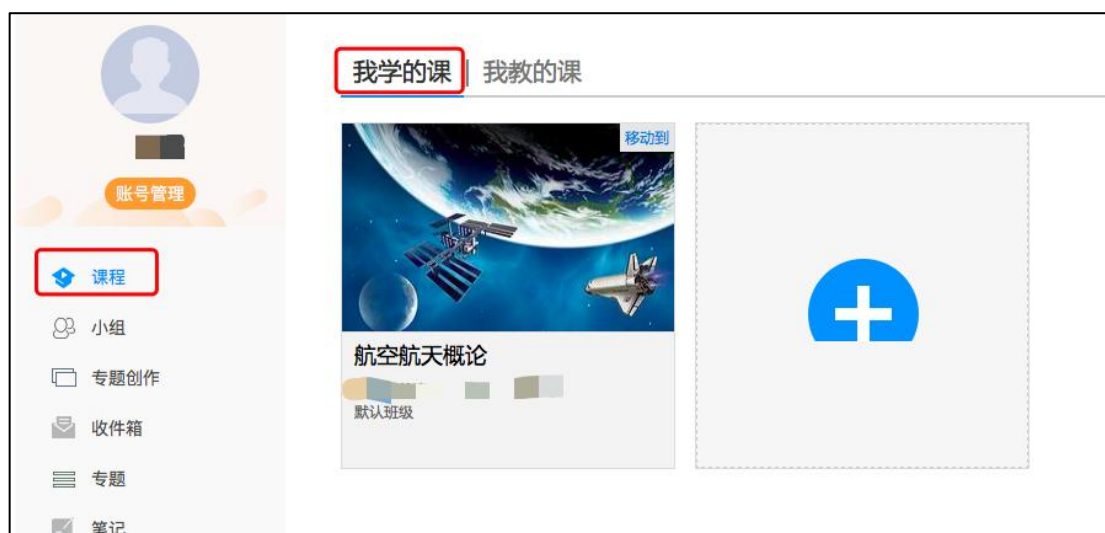 我学的课 | 我教的课
移动到
账号管理
课程
小组
专题创作
收件箱
专题
笔记
航空航天概论
默认班级